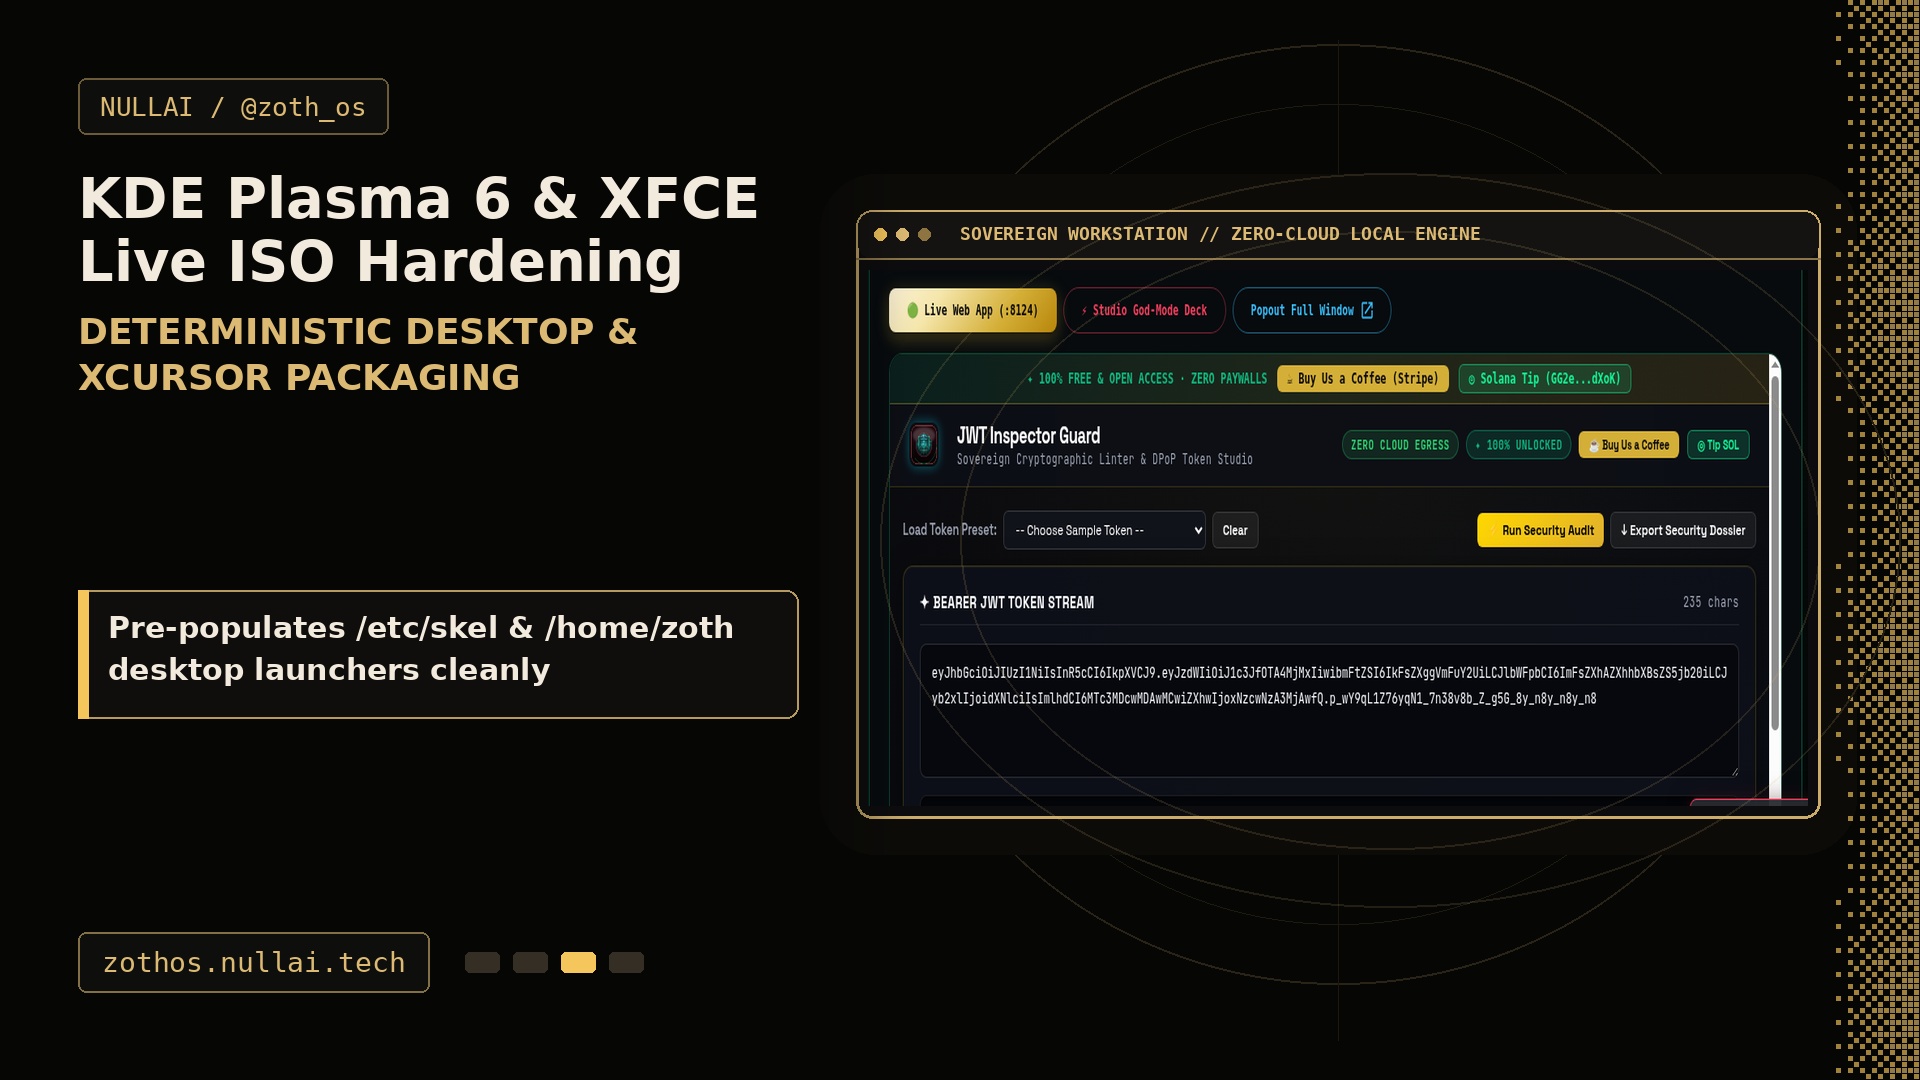 NULLAI / @zoth_os
KDE Plasma 6 & XFCE
Live ISO Hardening
DETERMINISTIC DESKTOP &
XCURSOR PACKAGING
Pre-populates /etc/skel & /home/zoth
desktop launchers cleanly
zothos.nullai.tech
SOVEREIGN WORKSTATION // ZERO-CLOUD LOCAL ENGINE
Live Web App (:8124)
⚡ Studio God-Mode Deck
Popout Full Window
✦ 100% FREE & OPEN ACCESS · ZERO PAYWALLS
☕ Buy Us a Coffee (Stripe)
◎ Solana Tip (GG2e...dXoK)
JWT Inspector Guard
Sovereign Cryptographic Linter & DPoP Token Studio
ZERO CLOUD EGRESS
✦ 100% UNLOCKED
☕ Buy Us a Coffee
◎ Tip SOL
Load Token Preset:
-- Choose Sample Token --
Clear
Run Security Audit
↓ Export Security Dossier
✦ BEARER JWT TOKEN STREAM
235 chars
eyJhbGciOiJIUzI1NiIsInR5cCI6IkpXVCJ9.eyJzdWIiOiJ1c3JfOTA4MjMxIiwibmFtZSI6IkFsZXggVmFuY2UiLCJlbWFpbCI6ImFsZXhAZXhhbXBsZS5jb20iLCJ
yb2xlIjoidXNlciIsImlhdCI6MTc3MDcwMDAwMCwiZXhwIjoxNzcwNzA3MjAwfQ.p_wY9qL1Z76yqN1_7n38v8b_Z_g5G_8y_n8y_n8y_n8